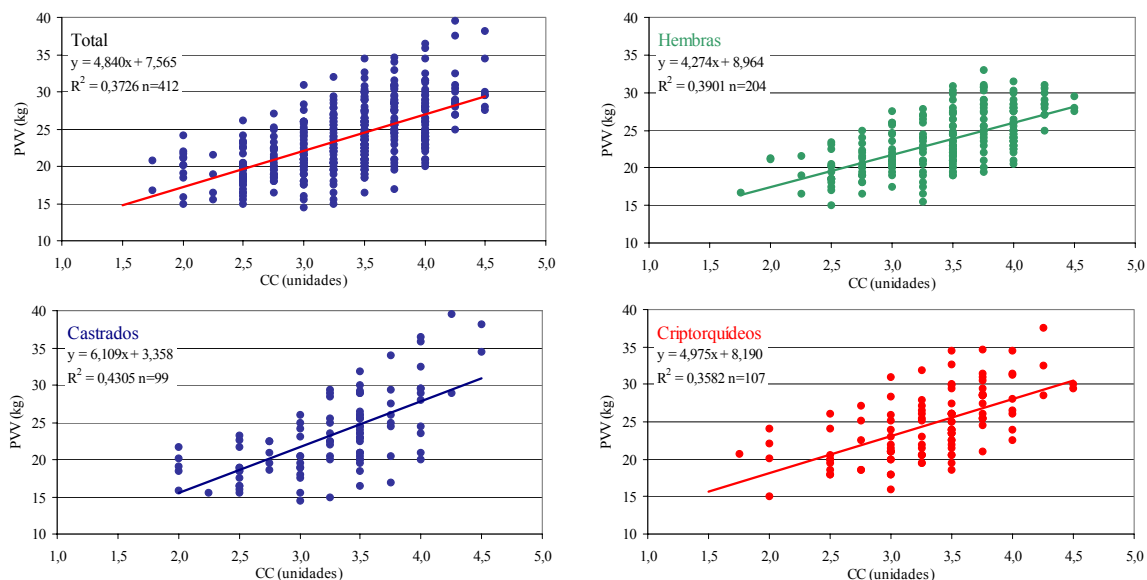 Total
y = 4,840x + 7,565
R² = 0,3726 n=412
PVV (kg)
40
35
30
25
20
15
10
1,0 1,5 2,0 2,5 3,0 3,5 4,0 4,5 5,0
CC (unidades)
Hembras
y = 4,274x + 8,964
R² = 0,3901 n=204
PVV (kg)
40
35
30
25
20
15
10
1,0 1,5 2,0 2,5 3,0 3,5 4,0 4,5 5,0
CC (unidades)
Castrados
y = 6,109x + 3,358
R² = 0,4305 n=99
PVV (kg)
40
35
30
25
20
15
10
1,0 1,5 2,0 2,5 3,0 3,5 4,0 4,5 5,0
CC (unidades)
Criptorquídeos
y = 4,975x + 8,190
R² = 0,3582 n=107
PVV (kg)
40
35
30
25
20
15
10
1,0 1,5 2,0 2,5 3,0 3,5 4,0 4,5 5,0
CC (unidades)